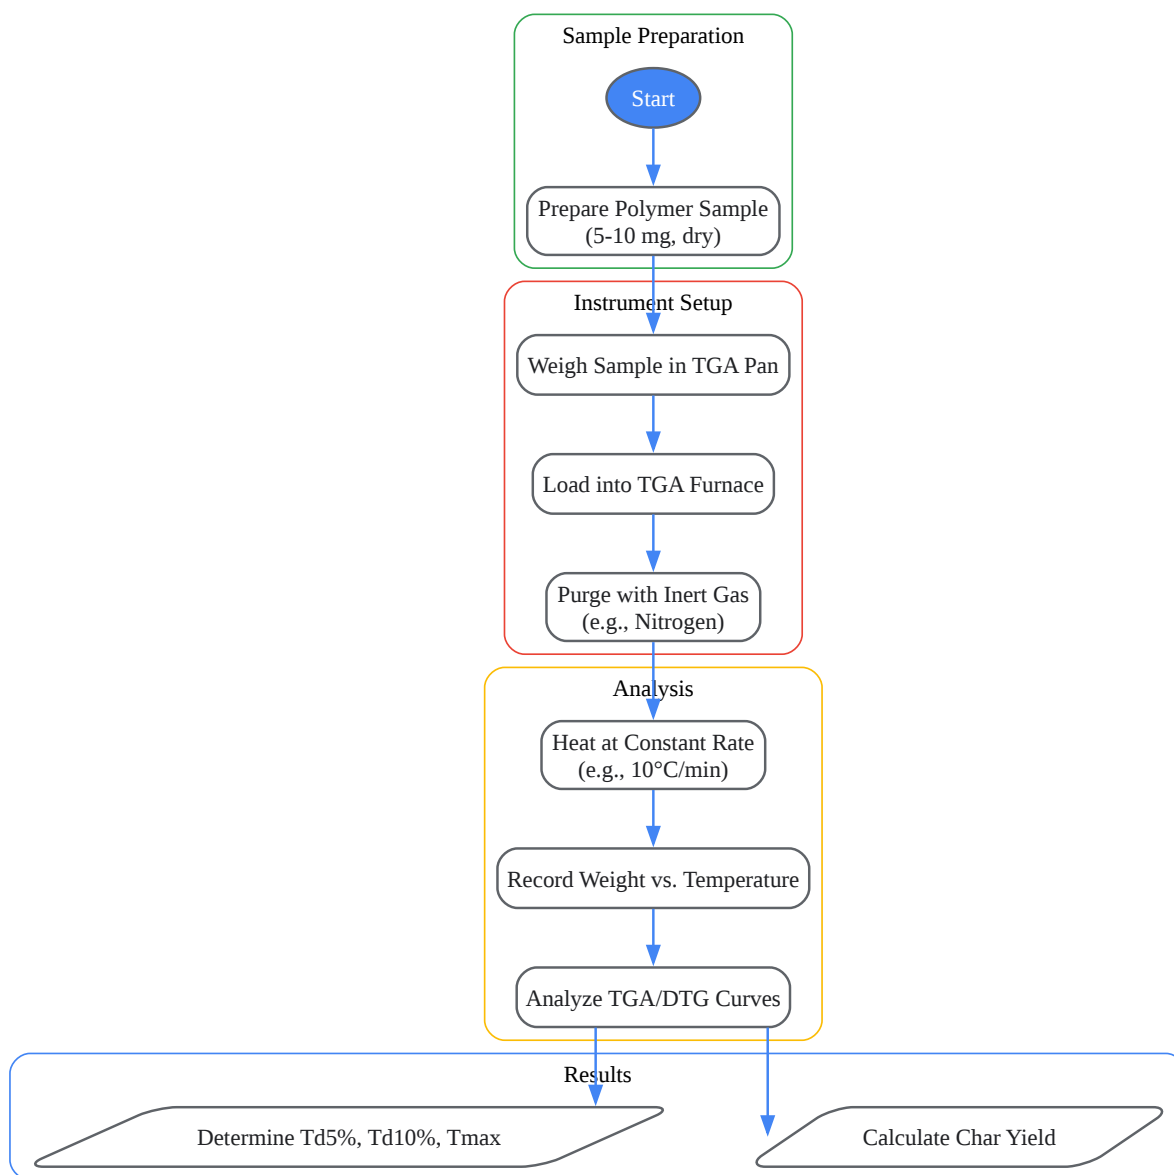 Sample Preparation
Start
Prepare Polymer Sample
(5-10 mg, dry)
Instrument Setup
Weigh Sample in TGA Pan
Load into TGA Furnace
Purge with Inert Gas
(e.g., Nitrogen)
Analysis
Heat at Constant Rate
(e.g., 10°C/min)
Record Weight vs. Temperature
Analyze TGA/DTG Curves
Results
Determine Td5%, Td10%, Tmax
Calculate Char Yield